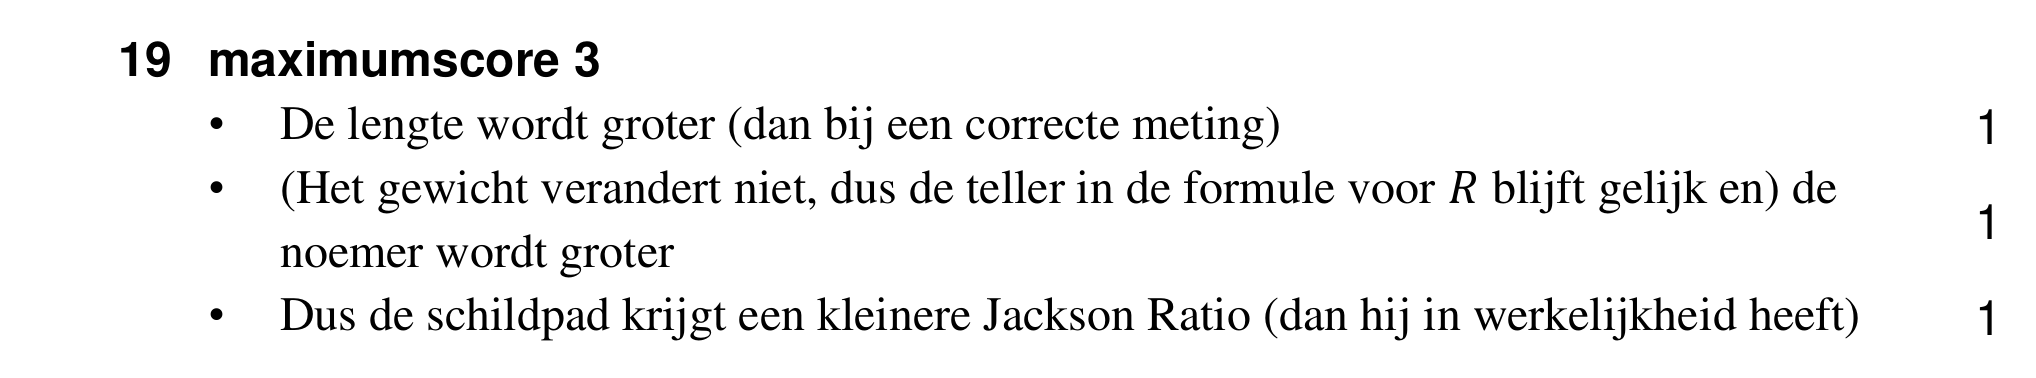 19 maximumscore 3
• De lengte wordt groter (dan bij een correcte meting) 1
• (Het gewicht verandert niet, dus de teller in de formule voor R blijft gelijk en) de
noemer wordt groter 1
• Dus de schildpad krijgt een kleinere Jackson Ratio (dan hij in werkelijkheid heeft) 1